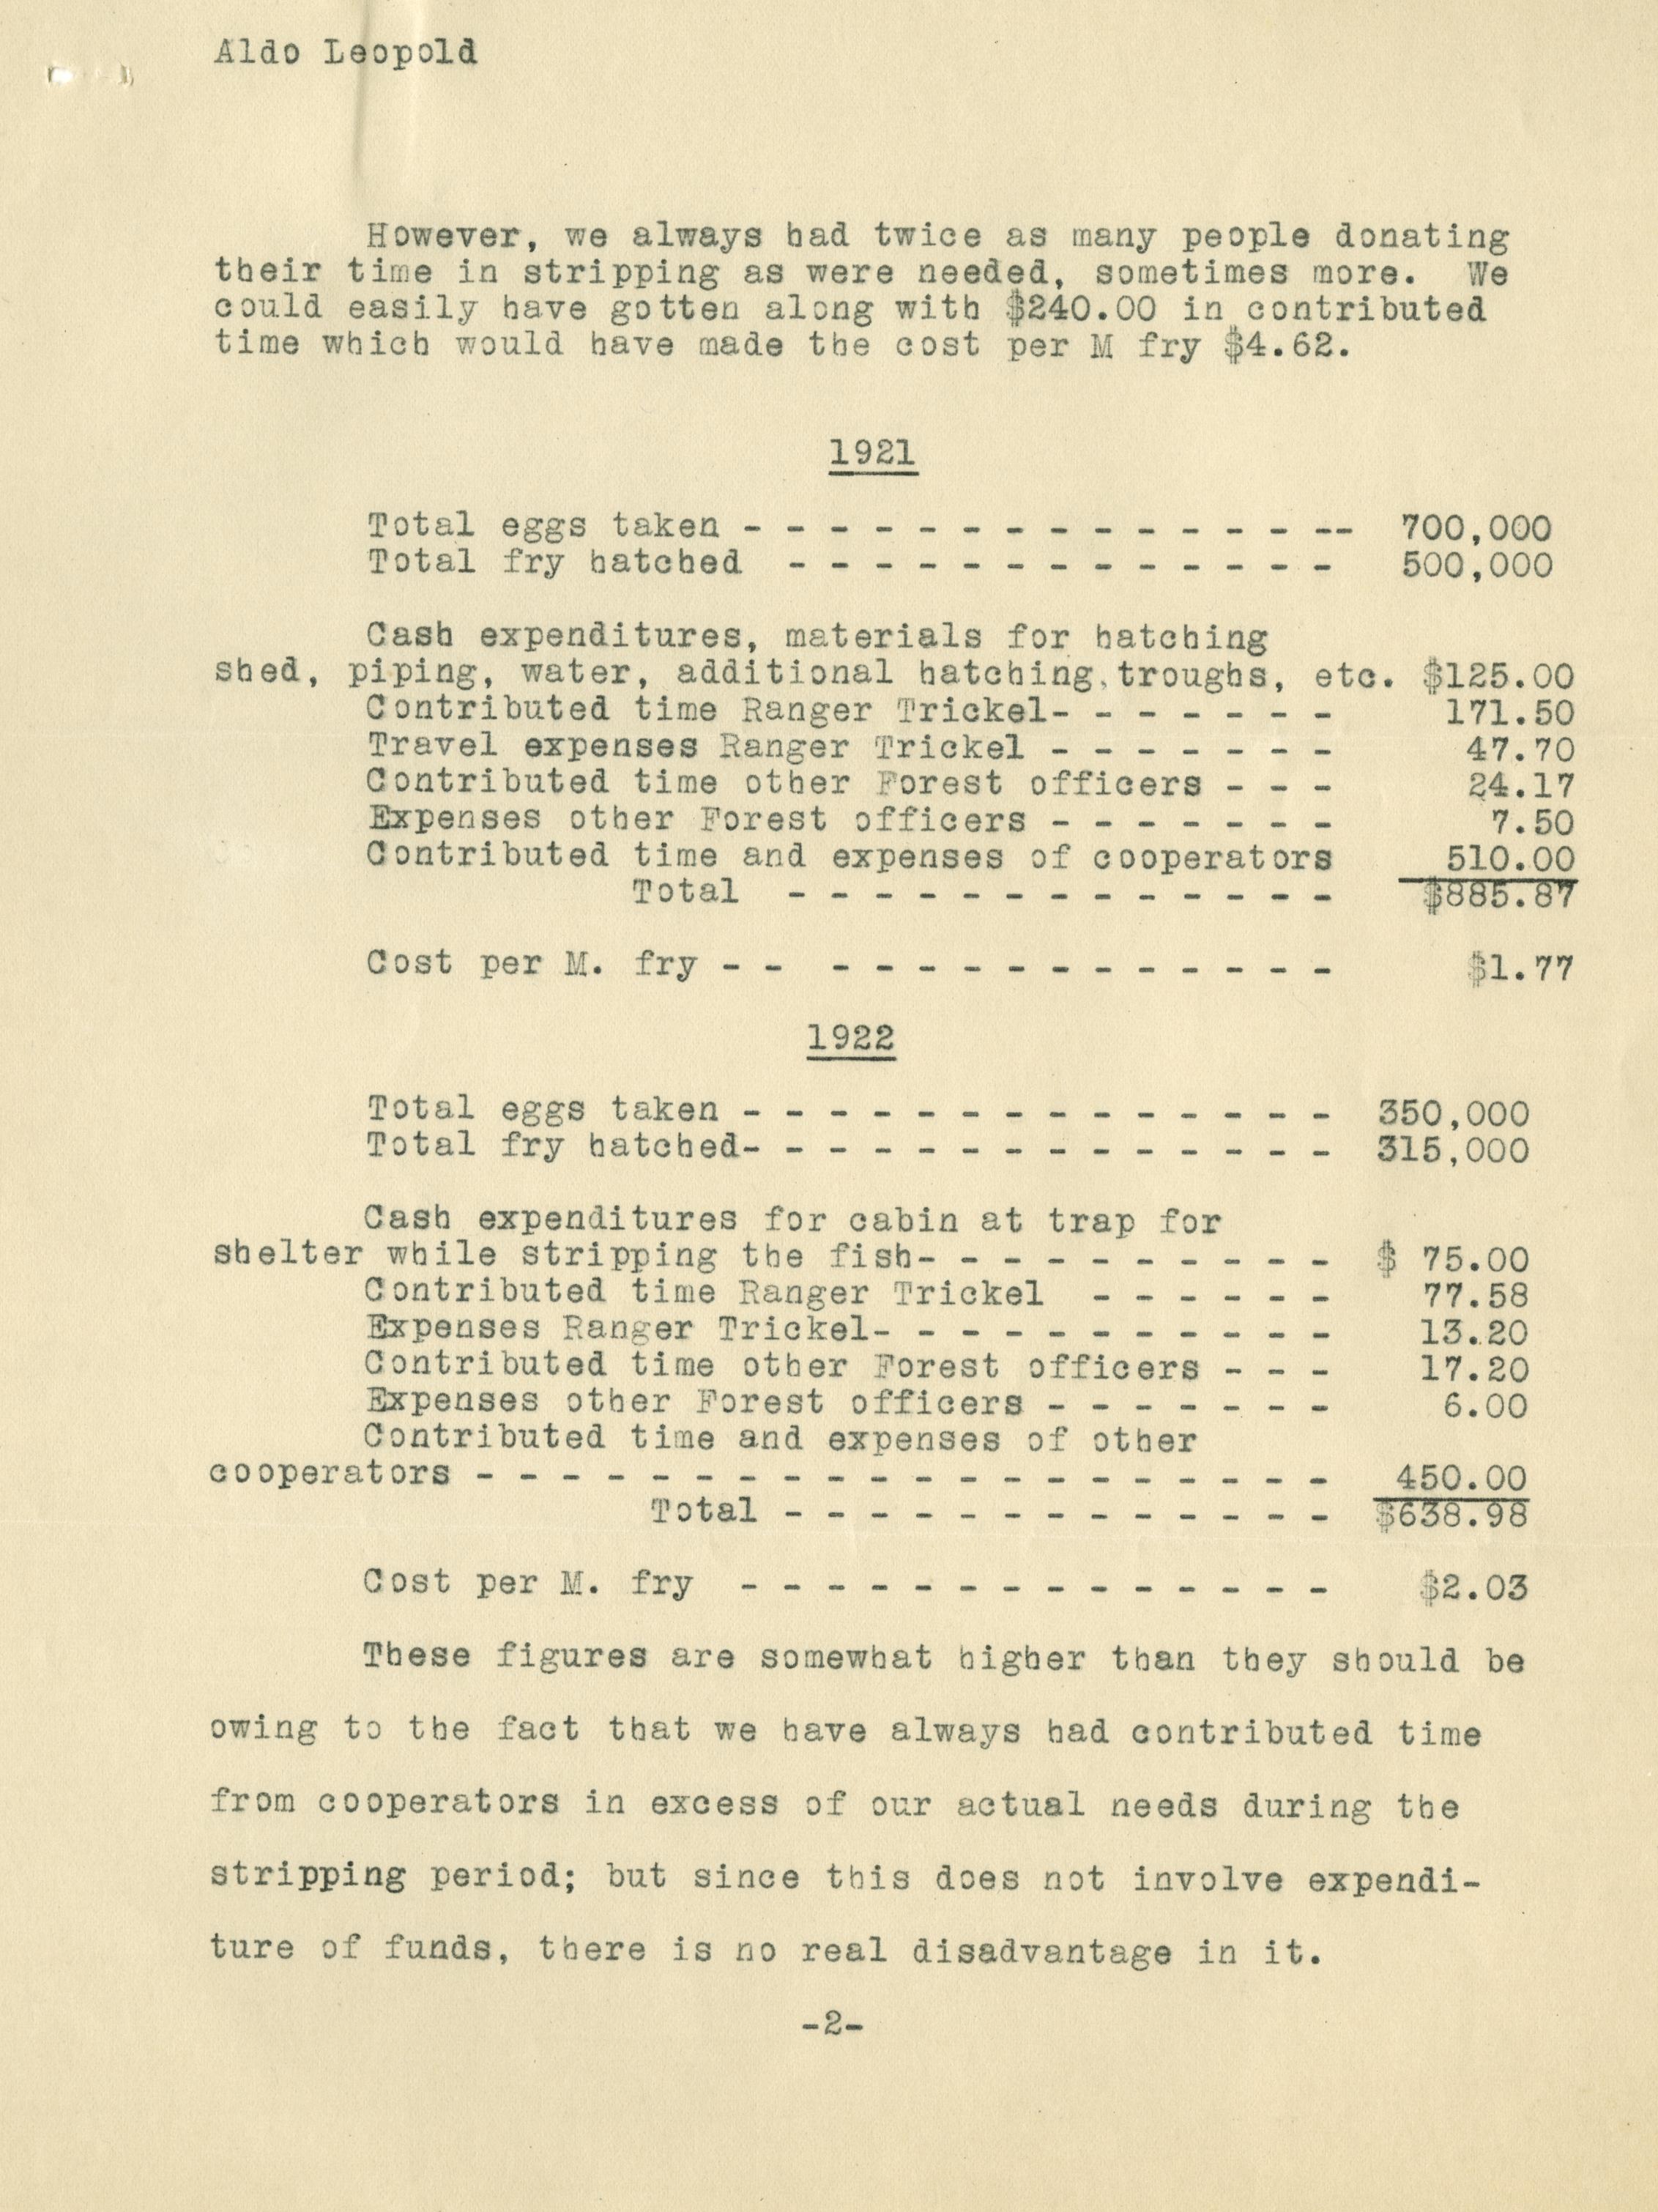 Aldo Leopold
However, we always had twice as many people donating
their time in stripping as were needed, sometimes more. We
could easily have gotten along with $240.00 in contributed
time which would have made the cost per M fry $4.62.
1921
Total eggs taken - - - - - - - - - - - - - -- 700,000
Total fry hatched - - - - - - - - - - - - - 500,000
Cash expenditures, materials for hatching
shed, piping, water, additional hatching troughs, etc. $125.00
Contributed time Ranger Trickel- - - - - - - 171.50
Travel expenses Ranger Trickel - - - - - - - 47.70
Contributed time other Forest officers - - - 24.17
Expenses other Forest officers - - - - - - - 7.50
Contributed time and expenses of cooperators 510.00
Total - - - - - - - - - - - - - $885.87
Cost per M. fry - - - - - - - - - - - - - - $1.77
1922
Total eggs taken - - - - - - - - - - - - - - 350,000
Total fry hatched- - - - - - - - - - - - - - 315,000
Cash expenditures for cabin at trap for
shelter while stripping the fish- - - - - - - - - - $ 75.00
Contributed time Ranger Trickel - - - - - - 77.58
Expenses Ranger Trickel- - - - - - - - - - - 13.20
Contributed time other Forest officers - - - 17.20
Expenses other Forest officers - - - - - - - 6.00
Contributed time and expenses of other
cooperators - - - - - - - - - - - - - - - - - - - - 450.00
Total - - - - - - - - - - - - - $638.98
Cost per M. fry - - - - - - - - - - - - - - $2.03
These figures are somewhat higher than they should be
owing to the fact that we have always had contributed time
from cooperators in excess of our actual needs during the
stripping period; but since this does not involve expendi-
ture of funds, there is no real disadvantage in it.
-2-